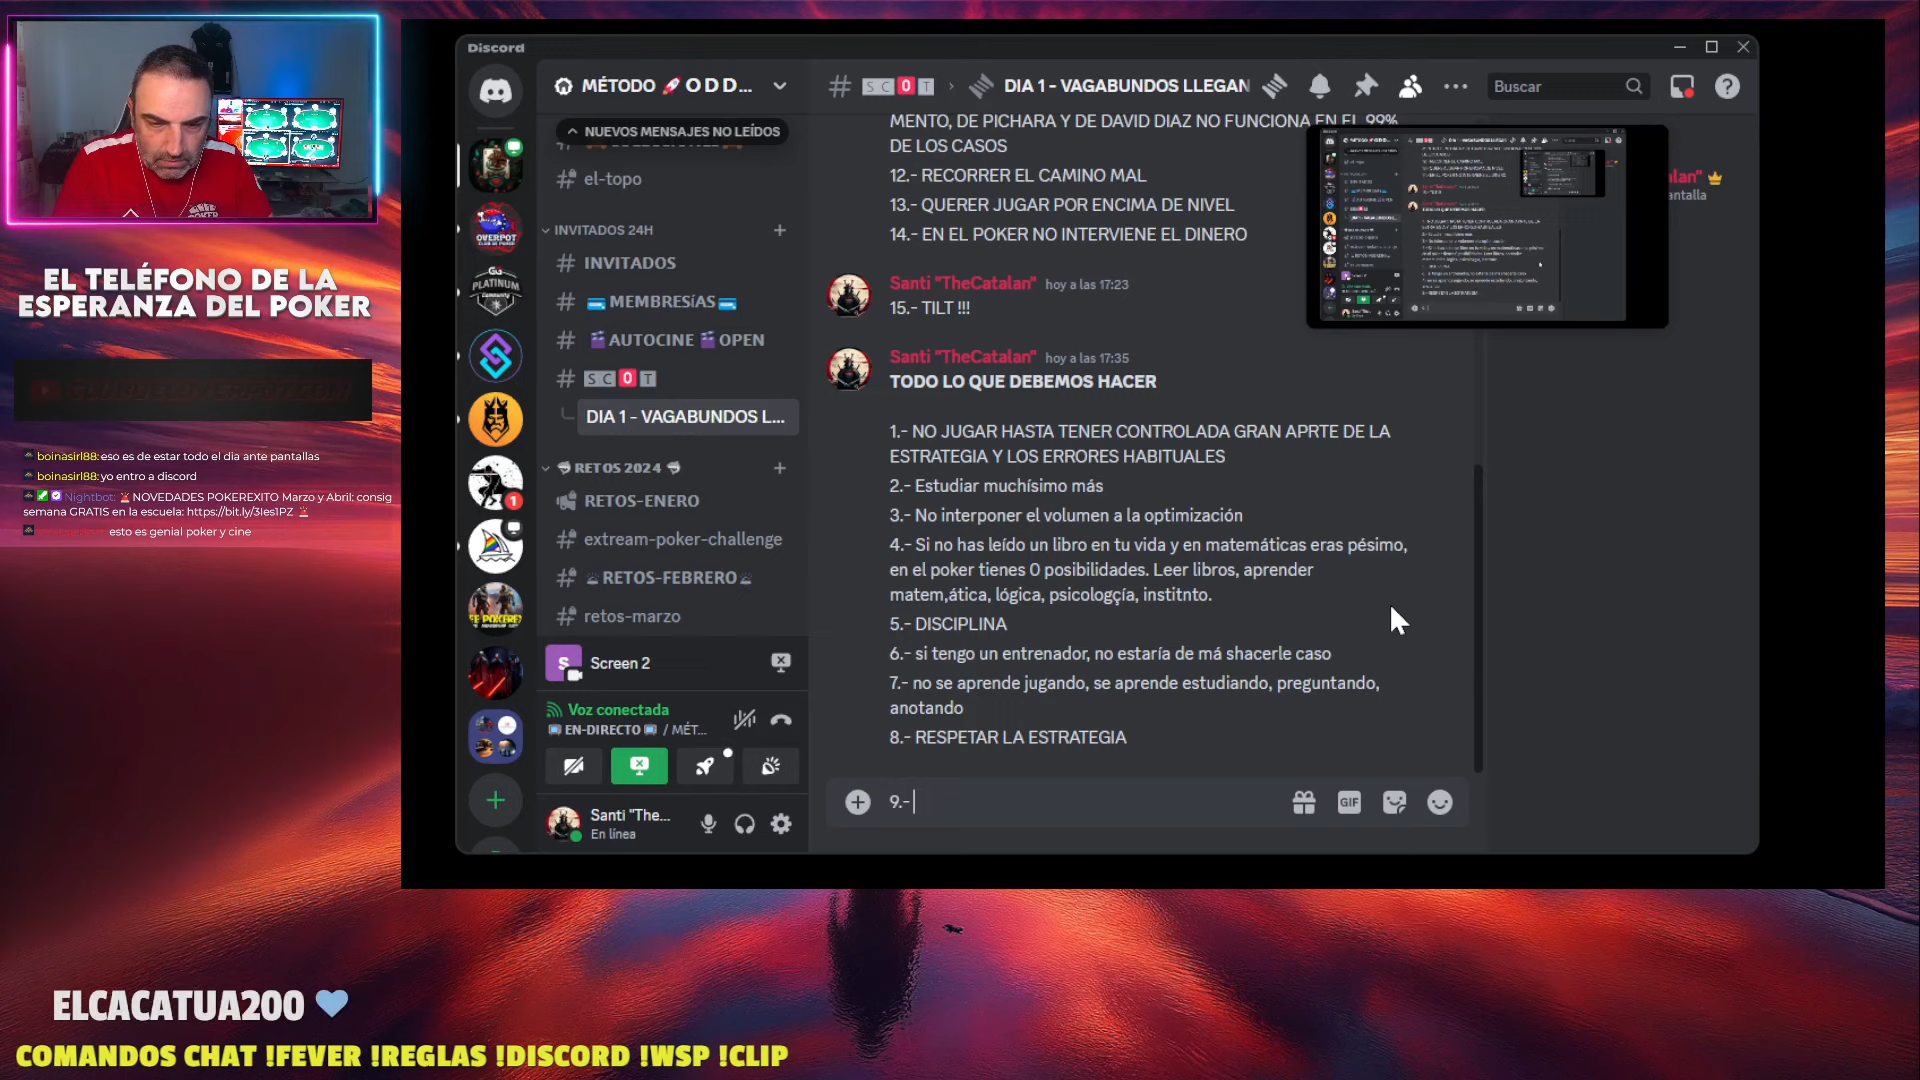 EL TELÉFONO DE LA
ESPERANZA DEL POKER
boinasirl88: eso es de estar todo el dia ante pantallas
boinasirl88: yo entro a discord
Nightbot: 🚨 NOVEDADES POKEREXITO Marzo y Abril: consig
semana GRATIS en la escuela: https://bit.ly/3Ies1PZ 🚨
esto es genial poker y cine
ELCACATUA200 💙
COMANDOS CHAT !FEVER !REGLAS !DISCORD !WSP !CLIP
Discord
MÉTODO 🚀 O D D...
NUEVOS MENSAJES NO LEÍDOS
el-topo
INVITADOS 24H
INVITADOS
MEMBRESíAS
AUTOCINE OPEN
S C 0 T
DIA 1 - VAGABUNDOS L...
RETOS 2024
RETOS-ENERO
extream-poker-challenge
RETOS-FEBRERO
retos-marzo
S Screen 2
Voz conectada
EN-DIRECTO / MÉT...
Santi "The...
En línea
OVERPOT
GG
PLATINUM
Community
1
# S C 0 T › DIA 1 - VAGABUNDOS LLEGAN
Buscar
MENTO, DE PICHARA Y DE DAVID DIAZ NO FUNCIONA EN EL 99%
DE LOS CASOS
12.- RECORRER EL CAMINO MAL
13.- QUERER JUGAR POR ENCIMA DE NIVEL
14.- EN EL POKER NO INTERVIENE EL DINERO
Santi "TheCatalan" hoy a las 17:23
15.- TILT !!!
Santi "TheCatalan" hoy a las 17:35
TODO LO QUE DEBEMOS HACER
1.- NO JUGAR HASTA TENER CONTROLADA GRAN APRTE DE LA
ESTRATEGIA Y LOS ERRORES HABITUALES
2.- Estudiar muchísimo más
3.- No interponer el volumen a la optimización
4.- Si no has leído un libro en tu vida y en matemáticas eras pésimo,
en el poker tienes 0 posibilidades. Leer libros, aprender
matem,ática, lógica, psicologçía, institnto.
5.- DISCIPLINA
6.- si tengo un entrenador, no estaría de má shacerle caso
7.- no se aprende jugando, se aprende estudiando, preguntando,
anotando
8.- RESPETAR LA ESTRATEGIA
9.-
GIF
alan"
antalla